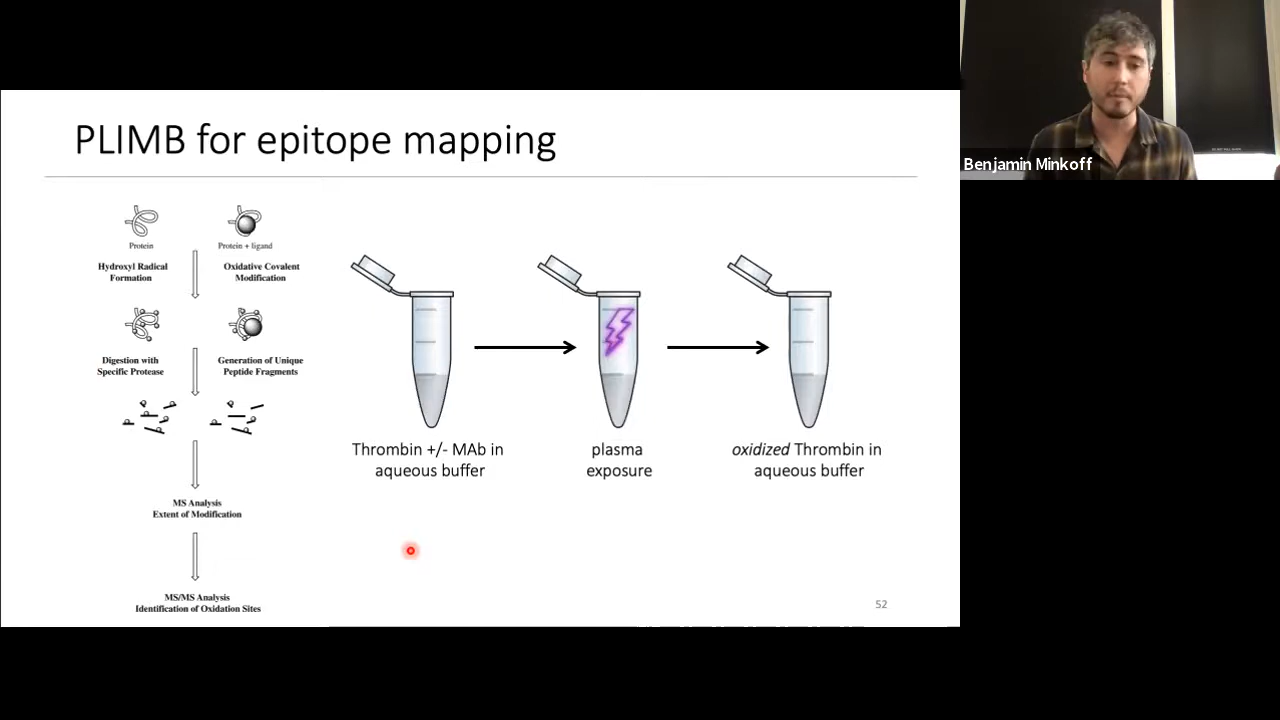 PLIMB for epitope mapping
Protein
Protein + ligand
Hydroxyl Radical
Formation
Oxidative Covalent
Modification
Digestion with
Specific Protease
Generation of Unique
Peptide Fragments
MS Analysis
Extent of Modification
MS/MS Analysis
Identification of Oxidation Sites
Thrombin +/- MAb in
aqueous buffer
plasma
exposure
oxidized Thrombin in
aqueous buffer
52
Benjamin Minkoff